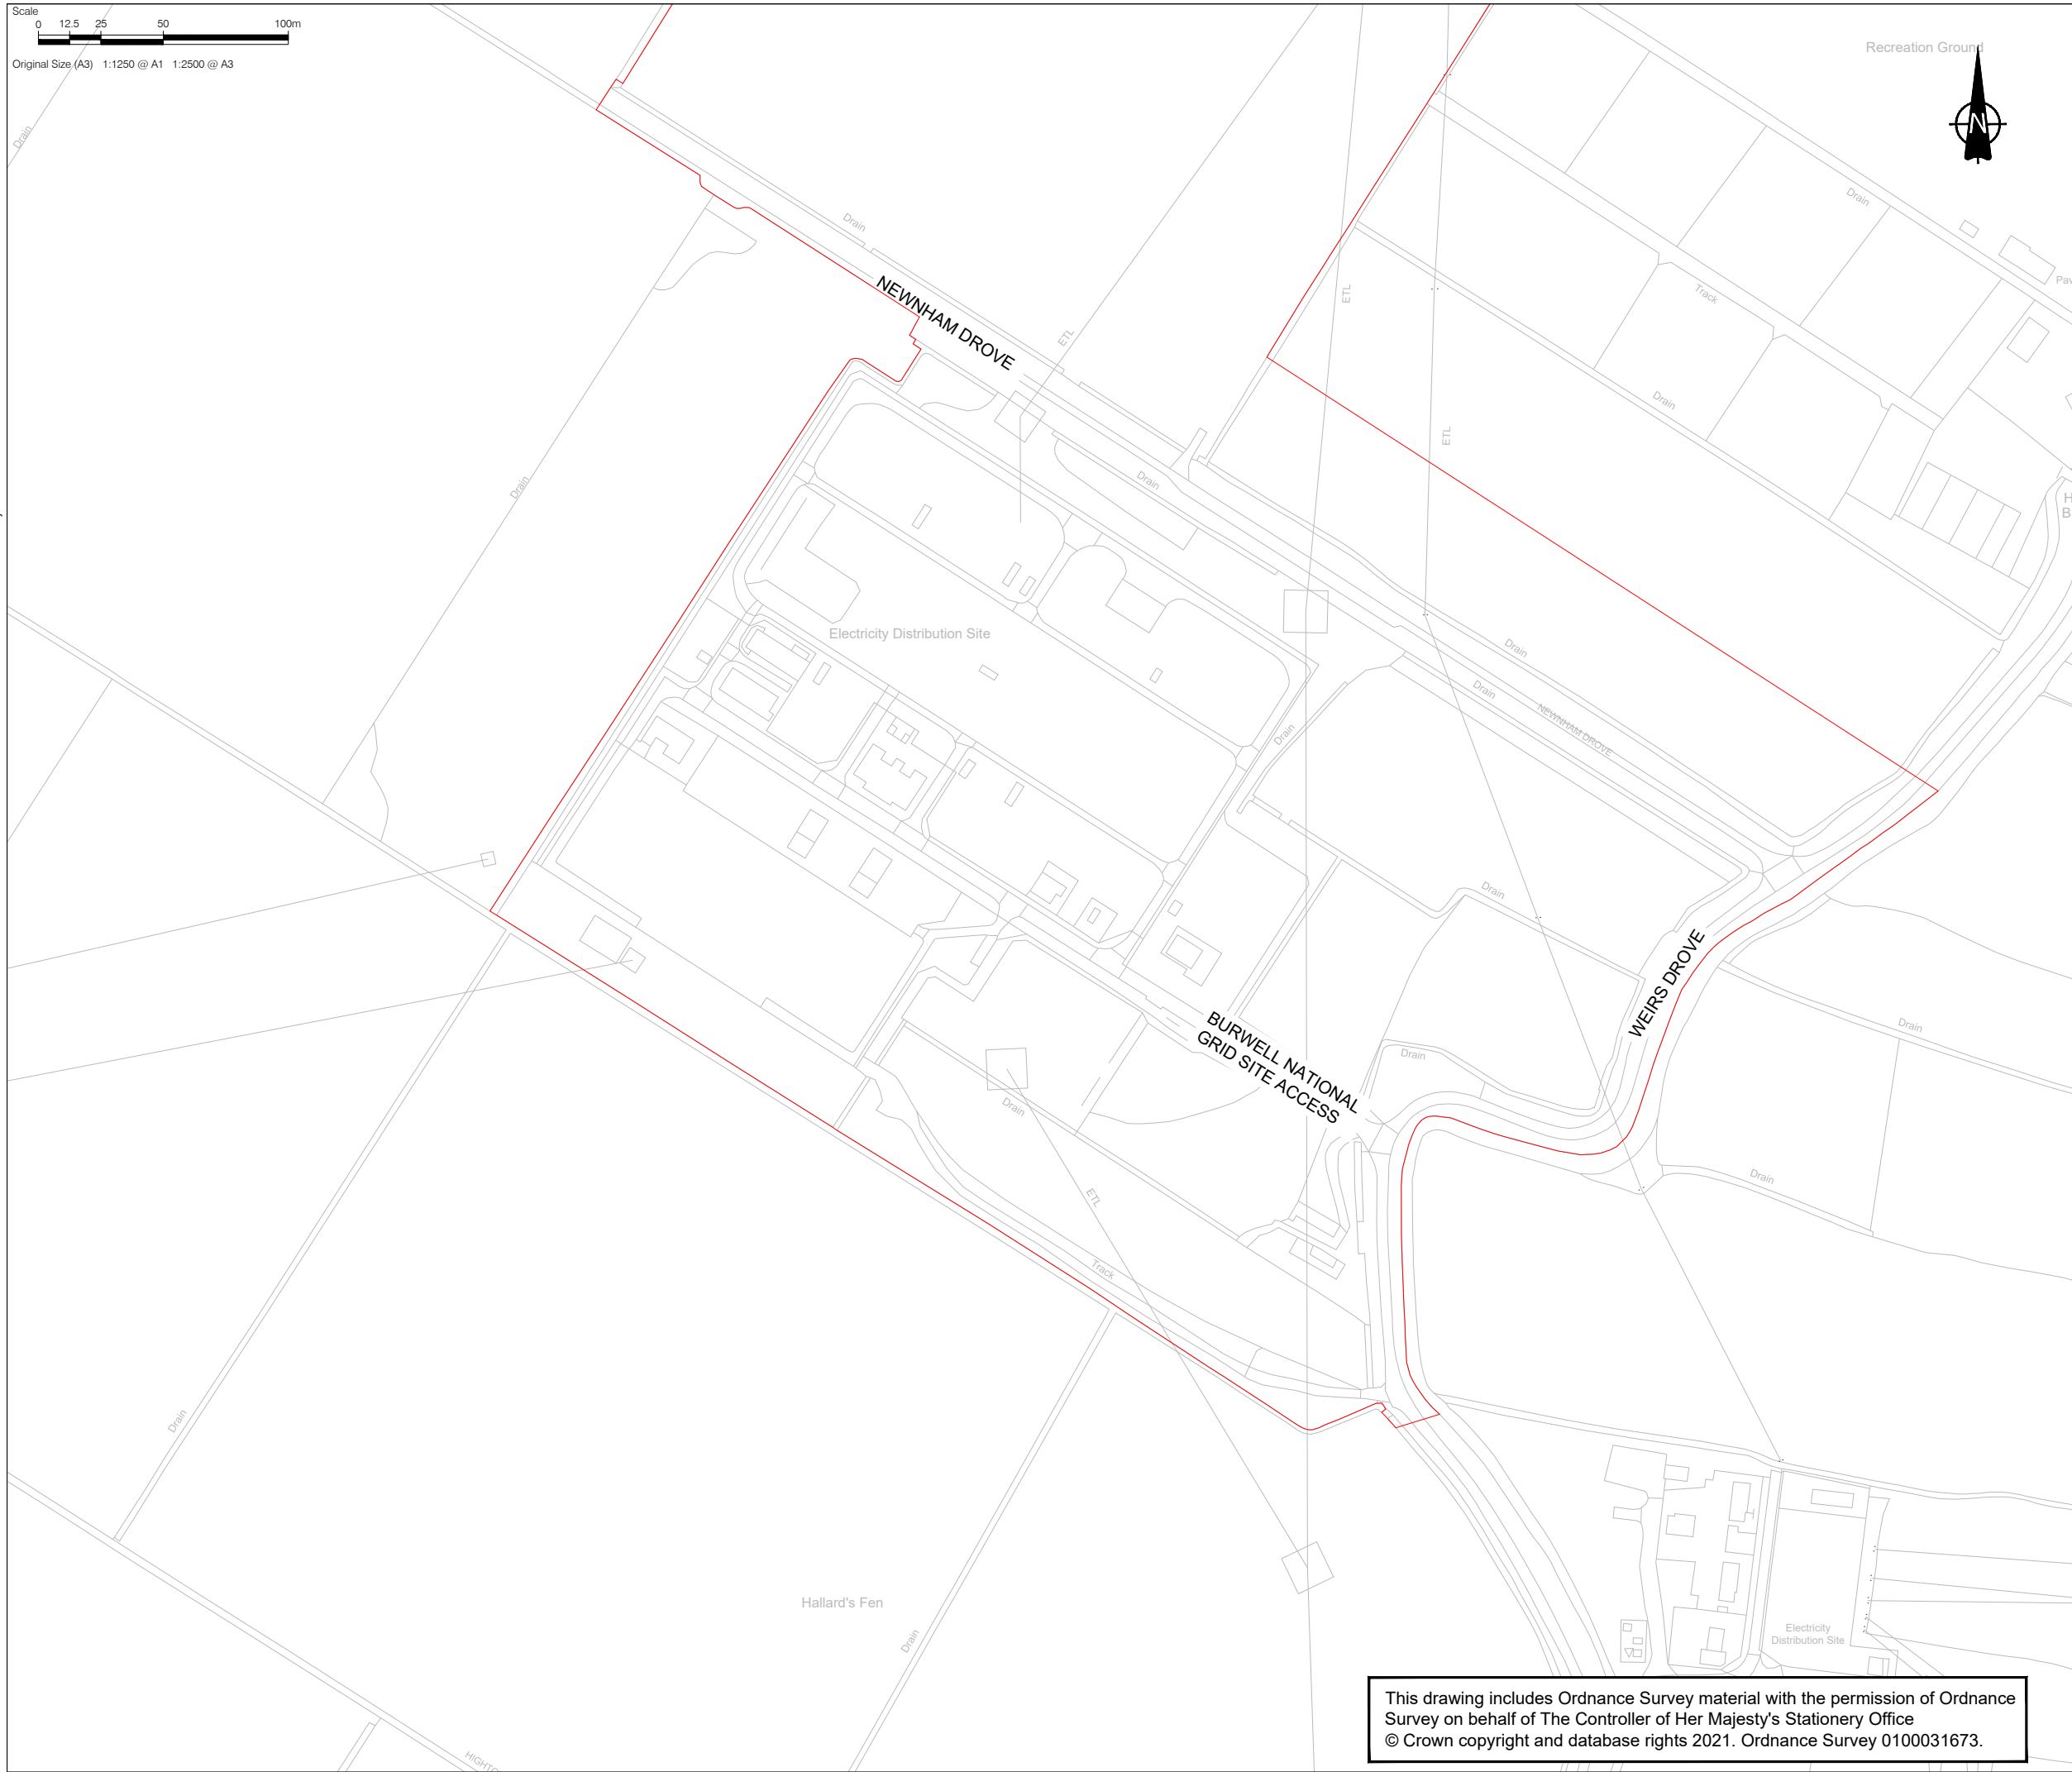 Scale
0 12.5 25 50 100m
Original Size (A3) 1:1250 @ A1 1:2500 @ A3
Recreation Ground
N
Drain
Drain
Drain
NEWNHAM DROVE
ETL
ETL
Track
ETL
Drain
Drain
Drain
Electricity Distribution Site
Drain
Drain
NEWNHAM DROVE
Drain
Drain
WEIRS DROVE
BURWELL NATIONAL
GRID SITE ACCESS
Drain
Drain
Drain
Drain
ETL
Track
Drain
Hallard's Fen
Drain
Electricity
Distribution Site
This drawing includes Ordnance Survey material with the permission of Ordnance
Survey on behalf of The Controller of Her Majesty's Stationery Office
© Crown copyright and database rights 2021. Ordnance Survey 0100031673.